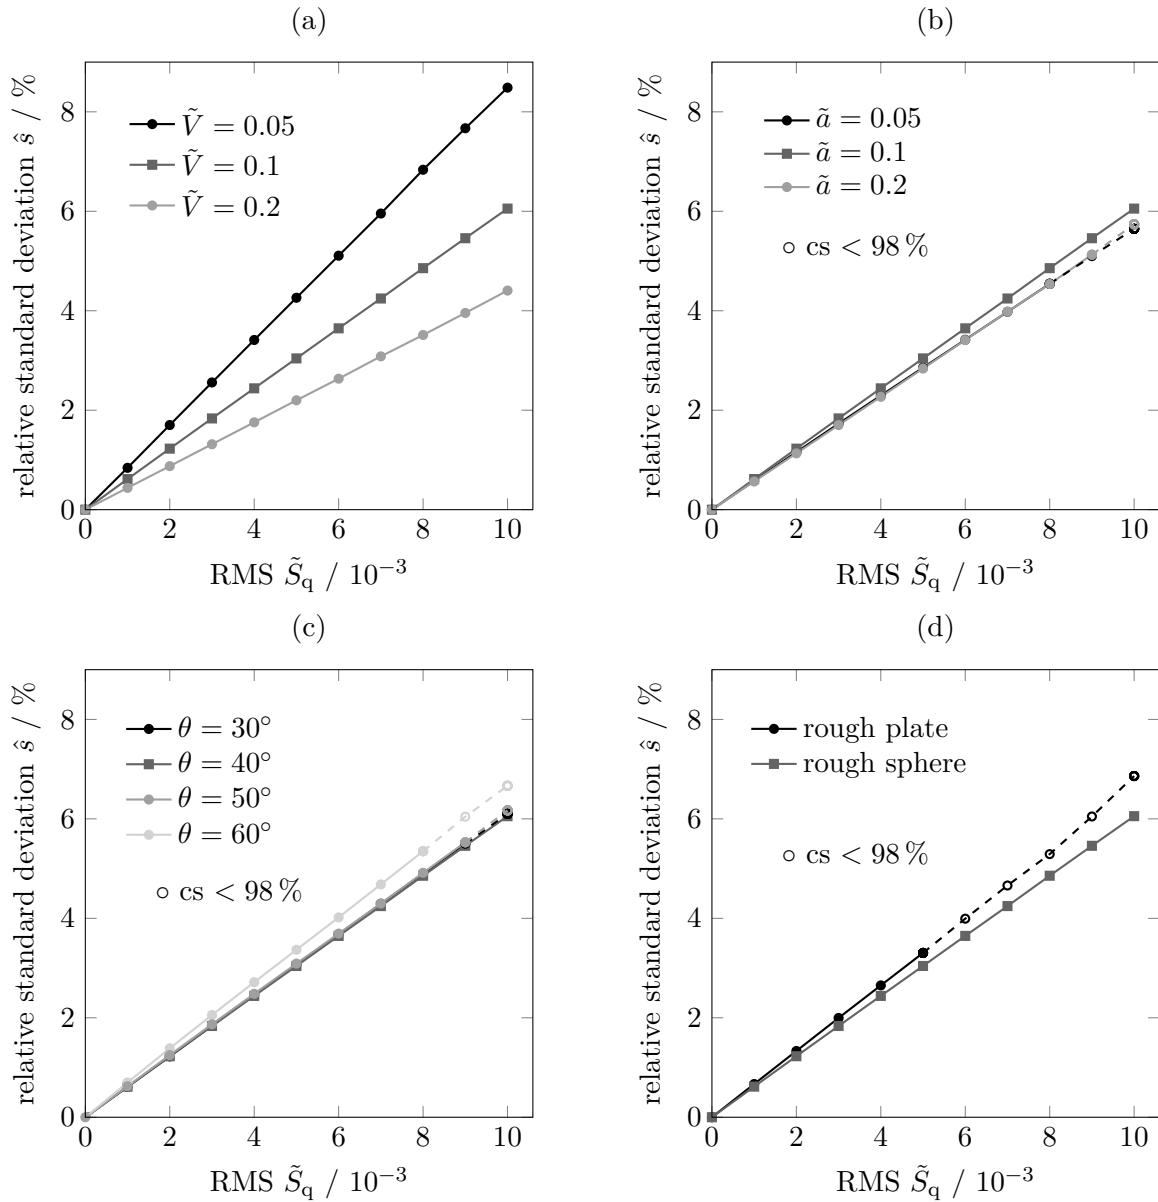 (a)
relative standard deviation ŝ / %
8
6
4
2
0
Ṽ = 0.05
Ṽ = 0.1
Ṽ = 0.2
0 2 4 6 8 10
RMS S̃q / 10⁻³
(b)
relative standard deviation ŝ / %
8
6
4
2
0
ã = 0.05
ã = 0.1
ã = 0.2
cs < 98 %
0 2 4 6 8 10
RMS S̃q / 10⁻³
(c)
relative standard deviation ŝ / %
8
6
4
2
0
θ = 30°
θ = 40°
θ = 50°
θ = 60°
cs < 98 %
0 2 4 6 8 10
RMS S̃q / 10⁻³
(d)
relative standard deviation ŝ / %
8
6
4
2
0
rough plate
rough sphere
cs < 98 %
0 2 4 6 8 10
RMS S̃q / 10⁻³